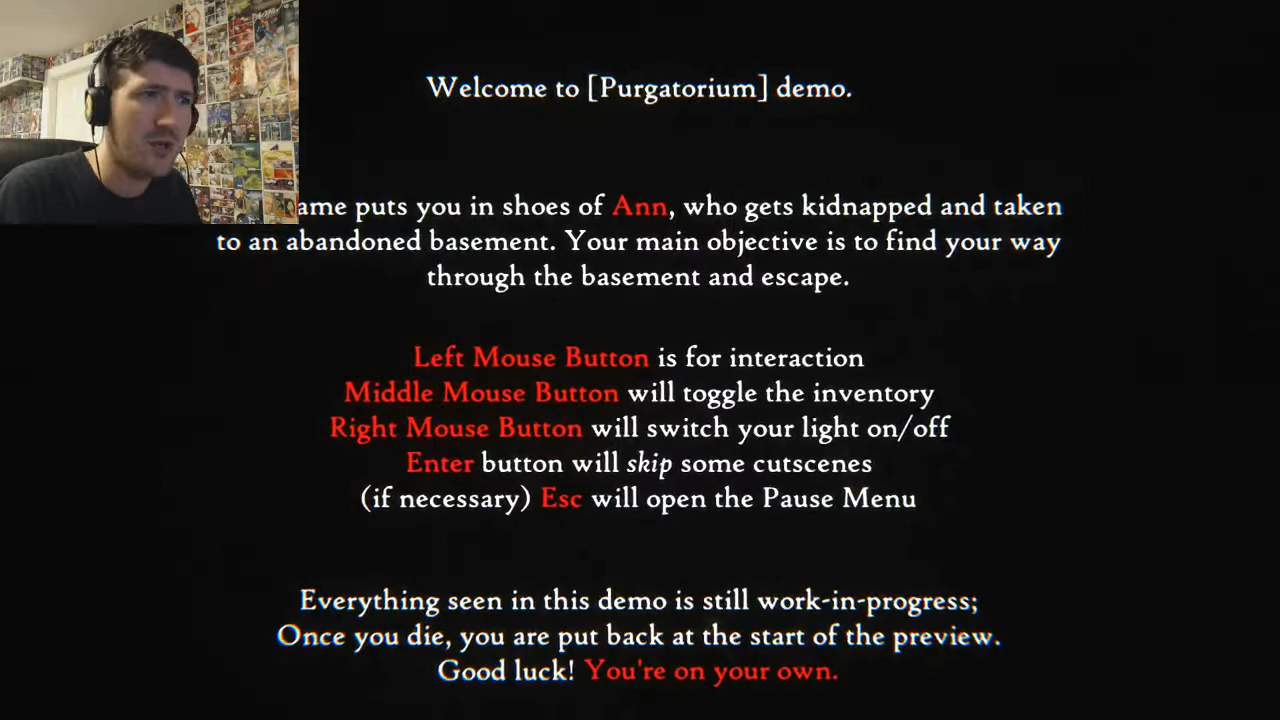 Welcome to [Purgatorium] demo.
ame puts you in shoes of Ann, who gets kidnapped and taken
to an abandoned basement. Your main objective is to find your way
through the basement and escape.
Left Mouse Button is for interaction
Middle Mouse Button will toggle the inventory
Right Mouse Button will switch your light on/off
Enter button will skip some cutscenes
(if necessary) Esc will open the Pause Menu
Everything seen in this demo is still work-in-progress;
Once you die, you are put back at the start of the preview.
Good luck! You're on your own.